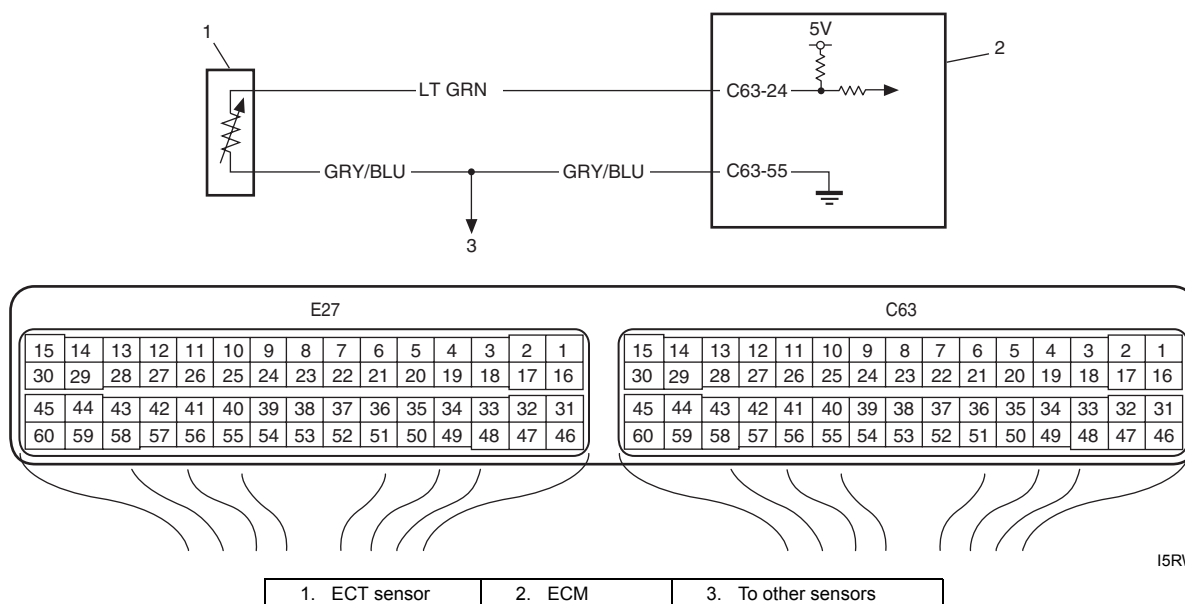 1
5V
2
LT GRN
C63-24
GRY/BLU
GRY/BLU
C63-55
3
E27
C63
15 14 13 12 11 10 9 8 7 6 5 4 3 2 1
15 14 13 12 11 10 9 8 7 6 5 4 3 2 1
30 29 28 27 26 25 24 23 22 21 20 19 18 17 16
30 29 28 27 26 25 24 23 22 21 20 19 18 17 16
45 44 43 42 41 40 39 38 37 36 35 34 33 32 31
45 44 43 42 41 40 39 38 37 36 35 34 33 32 31
60 59 58 57 56 55 54 53 52 51 50 49 48 47 46
60 59 58 57 56 55 54 53 52 51 50 49 48 47 46
1. ECT sensor
2. ECM
3. To other sensors